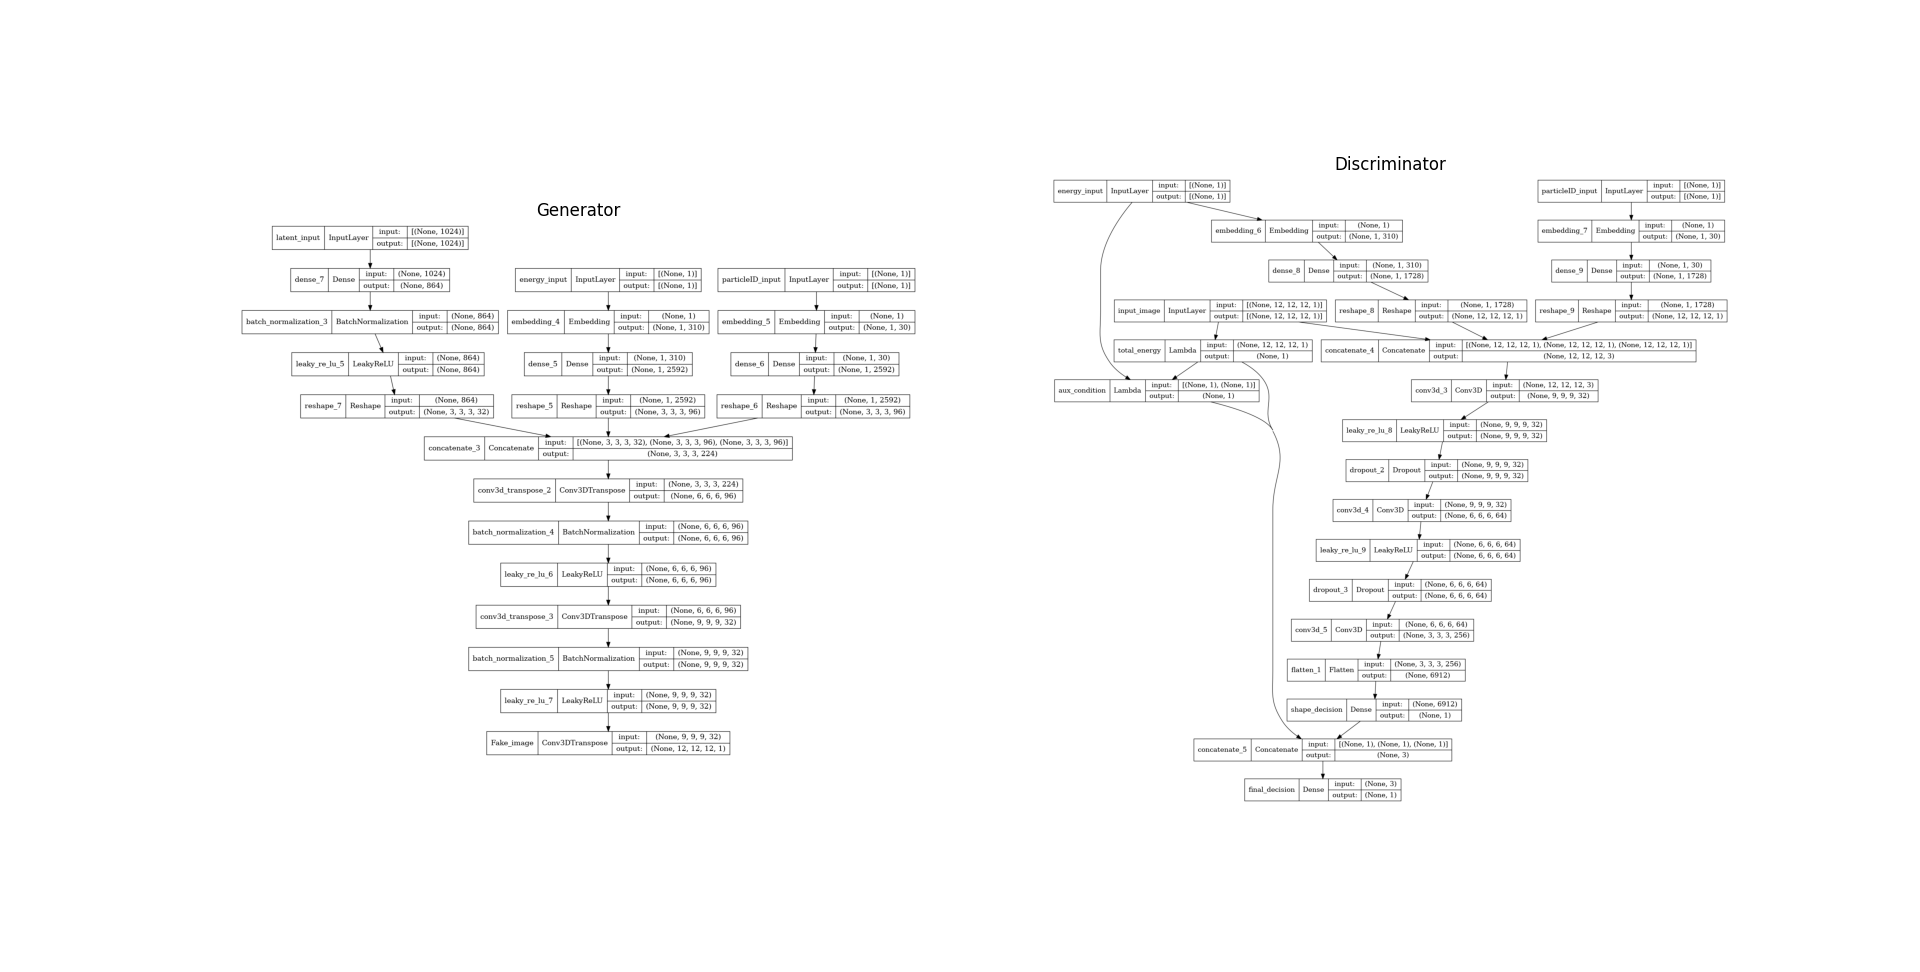 Generator
latent_input InputLayer input: [(None, 1024)]
output: [(None, 1024)]
dense_7 Dense input: (None, 1024)
output: (None, 864)
energy_input InputLayer input: [(None, 1)]
output: [(None, 1)]
particleID_input InputLayer input: [(None, 1)]
output: [(None, 1)]
batch_normalization_3 BatchNormalization input: (None, 864)
output: (None, 864)
embedding_4 Embedding input: (None, 1)
output: (None, 1, 310)
embedding_5 Embedding input: (None, 1)
output: (None, 1, 30)
leaky_re_lu_5 LeakyReLU input: (None, 864)
output: (None, 864)
dense_5 Dense input: (None, 1, 310)
output: (None, 1, 2592)
dense_6 Dense input: (None, 1, 30)
output: (None, 1, 2592)
reshape_7 Reshape input: (None, 864)
output: (None, 3, 3, 3, 32)
reshape_5 Reshape input: (None, 1, 2592)
output: (None, 3, 3, 3, 96)
reshape_6 Reshape input: (None, 1, 2592)
output: (None, 3, 3, 3, 96)
concatenate_3 Concatenate input: [(None, 3, 3, 3, 32), (None, 3, 3, 3, 96), (None, 3, 3, 3, 96)]
output: (None, 3, 3, 3, 224)
conv3d_transpose_2 Conv3DTranspose input: (None, 3, 3, 3, 224)
output: (None, 6, 6, 6, 96)
batch_normalization_4 BatchNormalization input: (None, 6, 6, 6, 96)
output: (None, 6, 6, 6, 96)
leaky_re_lu_6 LeakyReLU input: (None, 6, 6, 6, 96)
output: (None, 6, 6, 6, 96)
conv3d_transpose_3 Conv3DTranspose input: (None, 6, 6, 6, 96)
output: (None, 9, 9, 9, 32)
batch_normalization_5 BatchNormalization input: (None, 9, 9, 9, 32)
output: (None, 9, 9, 9, 32)
leaky_re_lu_7 LeakyReLU input: (None, 9, 9, 9, 32)
output: (None, 9, 9, 9, 32)
Fake_image Conv3DTranspose input: (None, 9, 9, 9, 32)
output: (None, 12, 12, 12, 1)
Discriminator
energy_input InputLayer input: [(None, 1)]
output: [(None, 1)]
particleID_input InputLayer input: [(None, 1)]
output: [(None, 1)]
embedding_6 Embedding input: (None, 1)
output: (None, 1, 310)
embedding_7 Embedding input: (None, 1)
output: (None, 1, 30)
dense_8 Dense input: (None, 1, 310)
output: (None, 1, 1728)
dense_9 Dense input: (None, 1, 30)
output: (None, 1, 1728)
input_image InputLayer input: [(None, 12, 12, 12, 1)]
output: [(None, 12, 12, 12, 1)]
reshape_8 Reshape input: (None, 1, 1728)
output: (None, 12, 12, 12, 1)
reshape_9 Reshape input: (None, 1, 1728)
output: (None, 12, 12, 12, 1)
total_energy Lambda input: (None, 12, 12, 12, 1)
output: (None, 1)
concatenate_4 Concatenate input: [(None, 12, 12, 12, 1), (None, 12, 12, 12, 1), (None, 12, 12, 12, 1)]
output: (None, 12, 12, 12, 3)
aux_condition Lambda input: [(None, 1), (None, 1)]
output: (None, 1)
conv3d_3 Conv3D input: (None, 12, 12, 12, 3)
output: (None, 9, 9, 9, 32)
leaky_re_lu_8 LeakyReLU input: (None, 9, 9, 9, 32)
output: (None, 9, 9, 9, 32)
dropout_2 Dropout input: (None, 9, 9, 9, 32)
output: (None, 9, 9, 9, 32)
conv3d_4 Conv3D input: (None, 9, 9, 9, 32)
output: (None, 6, 6, 6, 64)
leaky_re_lu_9 LeakyReLU input: (None, 6, 6, 6, 64)
output: (None, 6, 6, 6, 64)
dropout_3 Dropout input: (None, 6, 6, 6, 64)
output: (None, 6, 6, 6, 64)
conv3d_5 Conv3D input: (None, 6, 6, 6, 64)
output: (None, 3, 3, 3, 256)
flatten_1 Flatten input: (None, 3, 3, 3, 256)
output: (None, 6912)
shape_decision Dense input: (None, 6912)
output: (None, 1)
concatenate_5 Concatenate input: [(None, 1), (None, 1), (None, 1)]
output: (None, 3)
final_decision Dense input: (None, 3)
output: (None, 1)